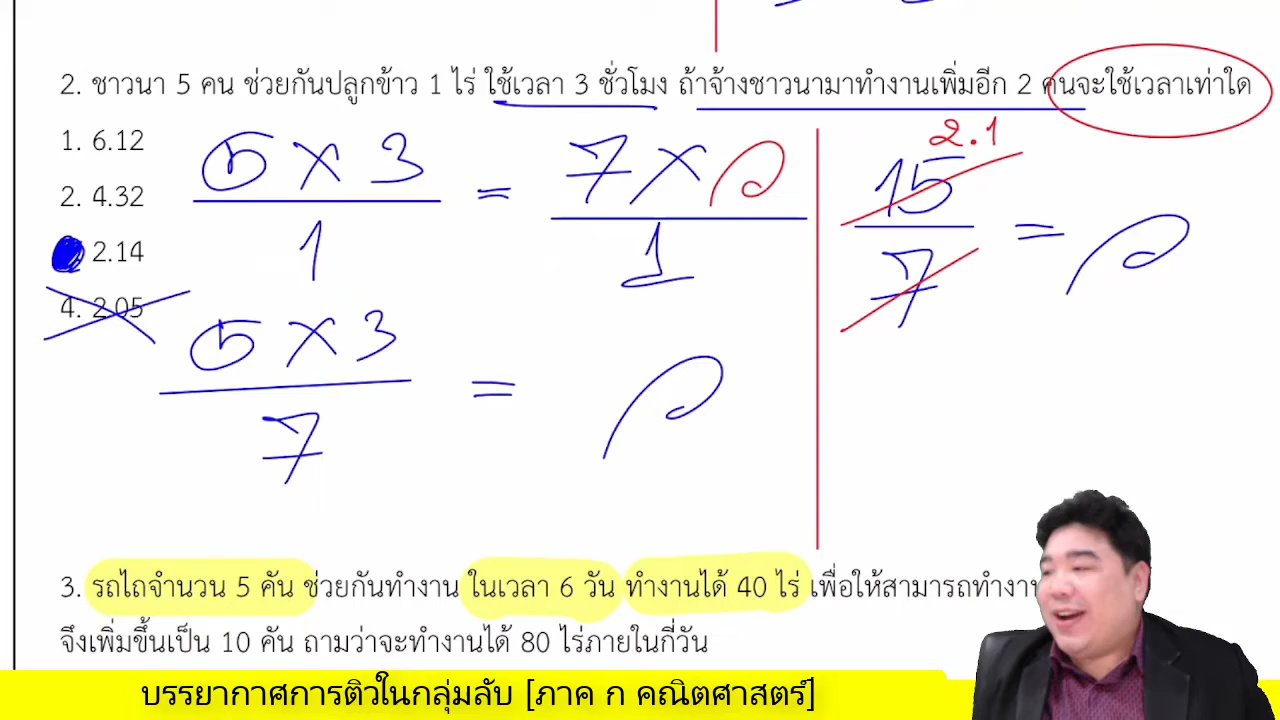 2. ชาวนา 5 คน ช่วยกันปลูกข้าว 1 ไร่ ใช้เวลา 3 ชั่วโมง ถ้าจ้างชาวนามาทำงานเพิ่มอีก 2 คนจะใช้เวลาเท่าใด
1. 6.12
2. 4.32
2.14
4. 2.05
5 × 3 / 1 = 7 × ค / 1
5 × 3 / 7 = ค
2.1
15 / 7 = ค
3. รถไถจำนวน 5 คัน ช่วยกันทำงาน ในเวลา 6 วัน ทำงานได้ 40 ไร่ เพื่อให้สามารถทำงาน
จึงเพิ่มขึ้นเป็น 10 คัน ถามว่าจะทำงานได้ 80 ไร่ภายในกี่วัน
บรรยากาศการติวในกลุ่มลับ [ภาค ก คณิตศาสตร์]